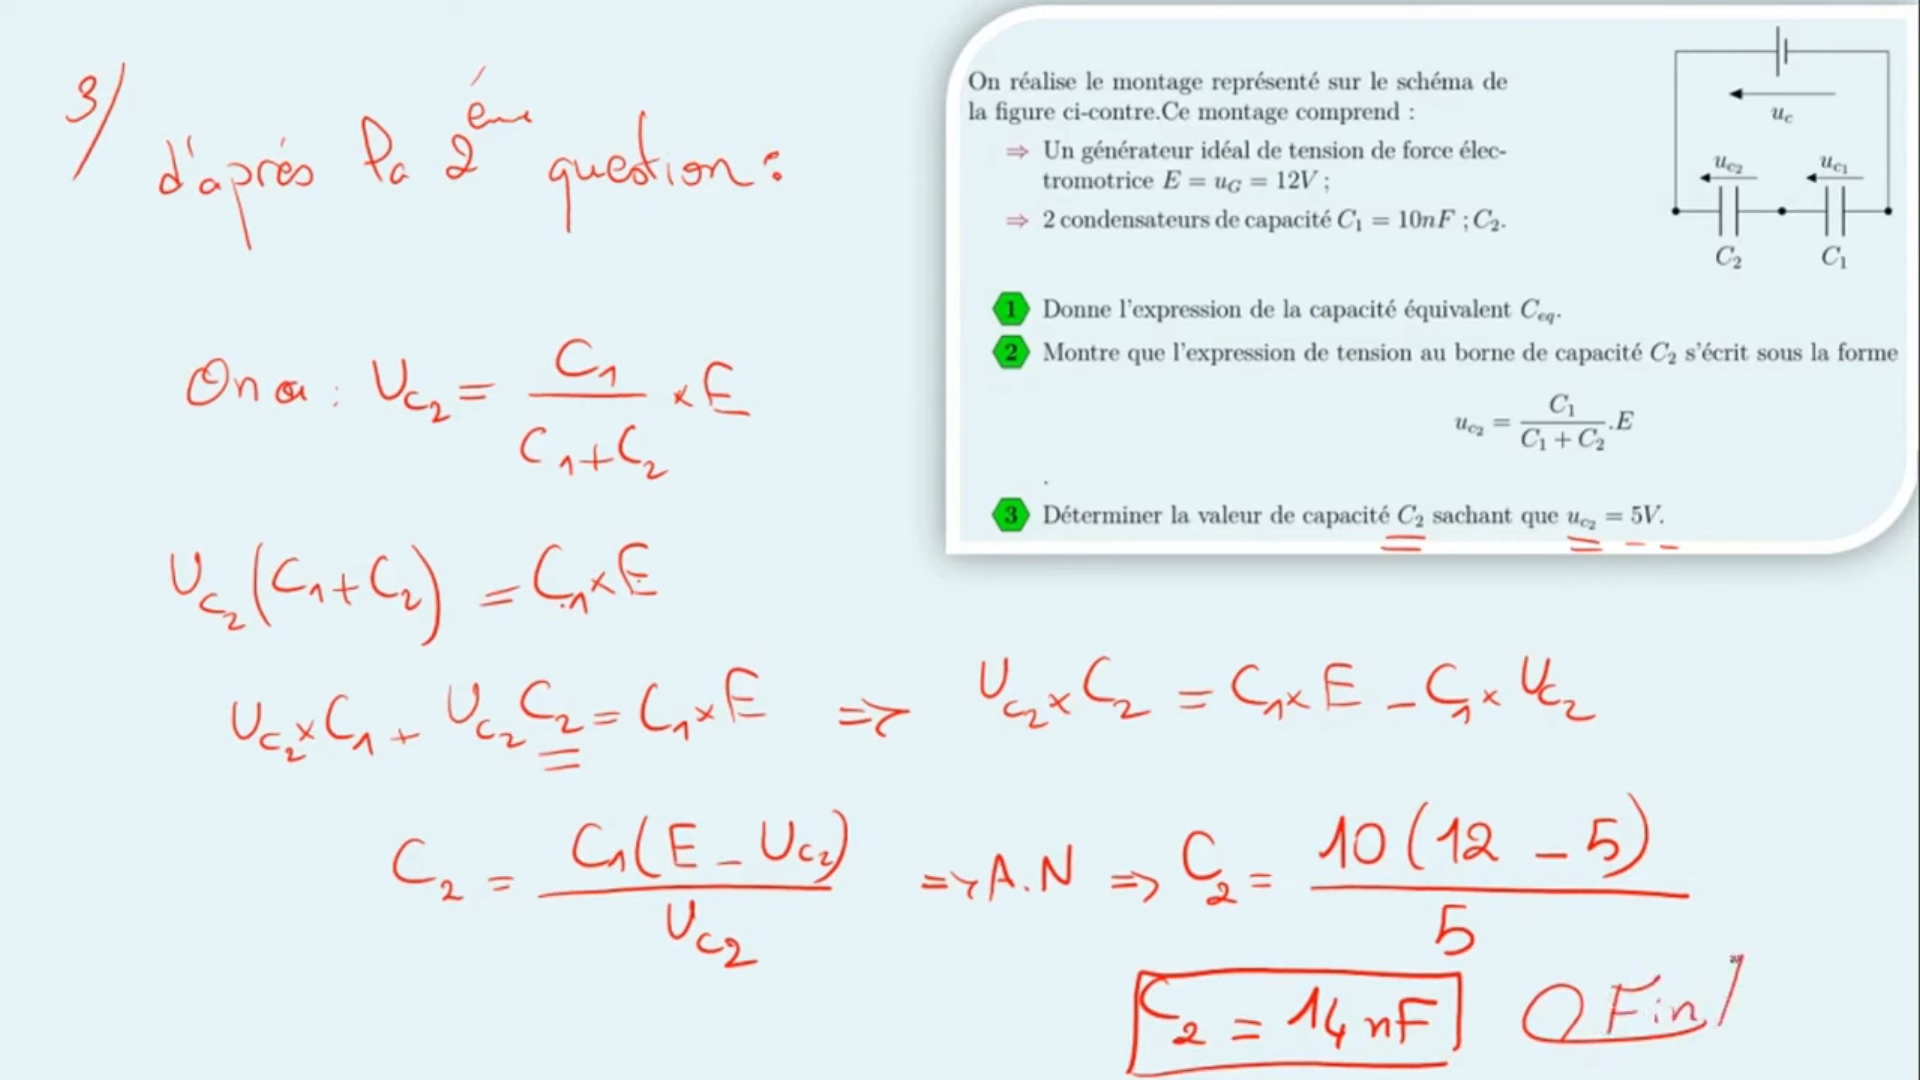 3/
d'après la 2ème question :
On a : Uc2 = C1 / (C1+C2) × E
Uc2 (C1+C2) = C1×E
Uc2×C1 + Uc2 C2 = C1×E => Uc2×C2 = C1×E - C1×Uc2
C2 = C1(E - Uc2) / Uc2 => A.N => C2 = 10(12 - 5) / 5
C2 = 14 nF Fin
On réalise le montage représenté sur le schéma de
la figure ci-contre.Ce montage comprend :
⇒ Un générateur idéal de tension de force élec-
tromotrice E = uG = 12V ;
⇒ 2 condensateurs de capacité C1 = 10nF ; C2.
1 Donne l'expression de la capacité équivalent Ceq.
2 Montre que l'expression de tension au borne de capacité C2 s'écrit sous la forme
uc2 = C1 / (C1 + C2) .E
.
3 Déterminer la valeur de capacité C2 sachant que uc2 = 5V.
uc
uc2 uc1
C2 C1